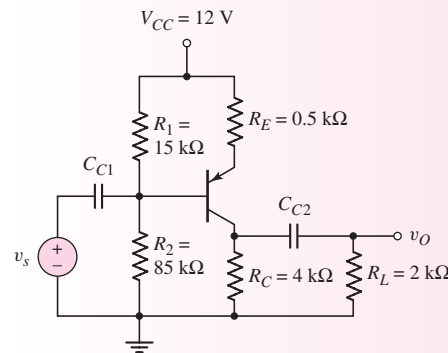 V_CC = 12 V
R_1 =
15 kΩ
R_E = 0.5 kΩ
C_C1
C_C2
v_O
v_s
+
−
R_2 =
85 kΩ
R_C = 4 kΩ
R_L = 2 kΩ